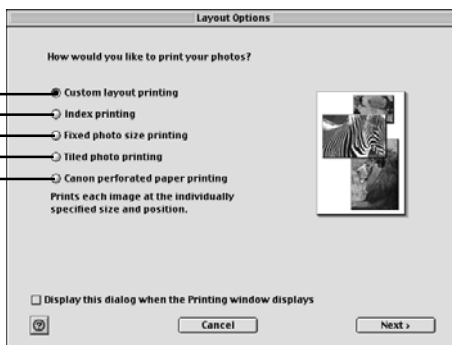 Layout Options
How would you like to print your photos?
Custom layout printing
Index printing
Fixed photo size printing
Tiled photo printing
Canon perforated paper printing
Prints each image at the individually
specified size and position.
Display this dialog when the Printing window displays
?
Cancel
Next ›